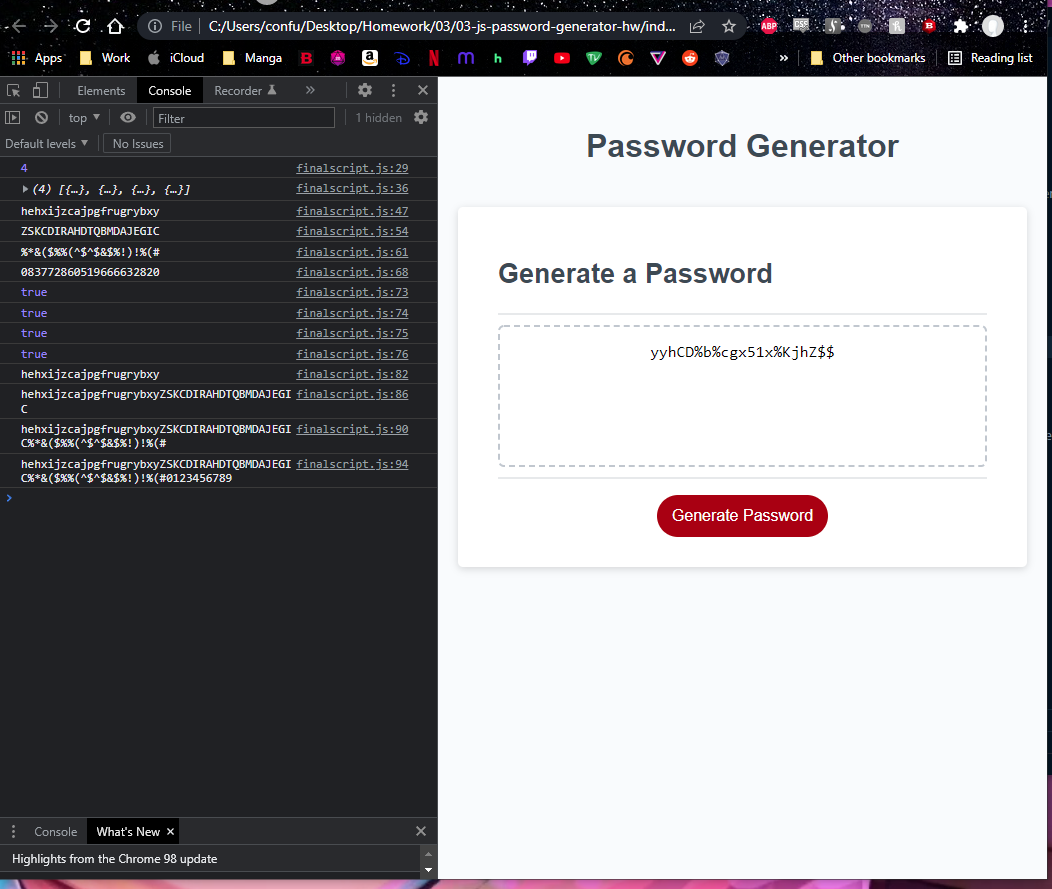 File C:/Users/confu/Desktop/Homework/03/03-js-password-generator-hw/ind...
Apps Work iCloud Manga Other bookmarks Reading list
Elements Console Recorder
top Filter 1 hidden
Default levels No Issues
4 finalscript.js:29
(4) [{…}, {…}, {…}, {…}] finalscript.js:36
hehxijzcajpgfrugrybxy finalscript.js:47
ZSKCDIRAHDTQBMDAJEGIC finalscript.js:54
%*&($%%(^$^$&$%!)!%(# finalscript.js:61
083772860519666632820 finalscript.js:68
true finalscript.js:73
true finalscript.js:74
true finalscript.js:75
true finalscript.js:76
hehxijzcajpgfrugrybxy finalscript.js:82
hehxijzcajpgfrugrybxyZSKCDIRAHDTQBMDAJEGI finalscript.js:86
C
hehxijzcajpgfrugrybxyZSKCDIRAHDTQBMDAJEGI finalscript.js:90
C%*&($%%(^$^$&$%!)!%(#
hehxijzcajpgfrugrybxyZSKCDIRAHDTQBMDAJEGI finalscript.js:94
C%*&($%%(^$^$&$%!)!%(#0123456789
Console What's New
Highlights from the Chrome 98 update
Password Generator
Generate a Password
yyhCD%b%cgx51x%KjhZ$$
Generate Password